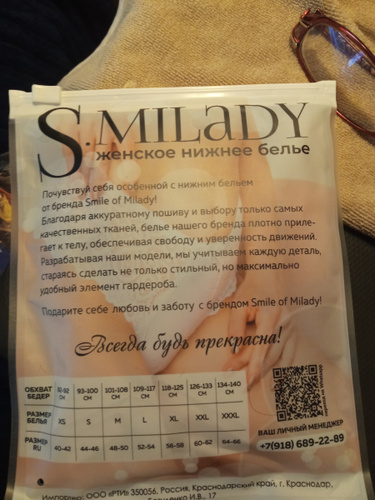 S.MILADY
женское нижнее белье
Почувствуй себя особенной с нижним бельем
от бренда Smile of Milady!
Благодаря аккуратному пошиву и выбору только самых
качественных тканей, белье нашего бренда плотно приле-
гает к телу, обеспечивая свободу и уверенность движений.
Разрабатывая наши модели, мы учитываем каждую деталь,
стараясь сделать не только стильный, но максимально
удобный элемент гардероба.
Подарите себе любовь и заботу с брендом Smile of Milady!
Всегда будь прекрасна!
ОБХВАТ БЕДЕР 93-100 СМ 101-108 СМ 109-117 СМ 118-125 СМ 126-133 СМ 134-140 СМ
РАЗМЕР БЕЛЬЯ XS S M L XL XXL XXXL
РАЗМЕР RU 40-42 44-46 48-50 52-54 56-58 60-62 64-66
ВАШ ЛИЧНЫЙ МЕНЕДЖЕР
+7(918) 689-22-89
Импортер: ООО «РТИ» 350056, Россия, Краснодарский край, г. Краснодар,
И.В., 17